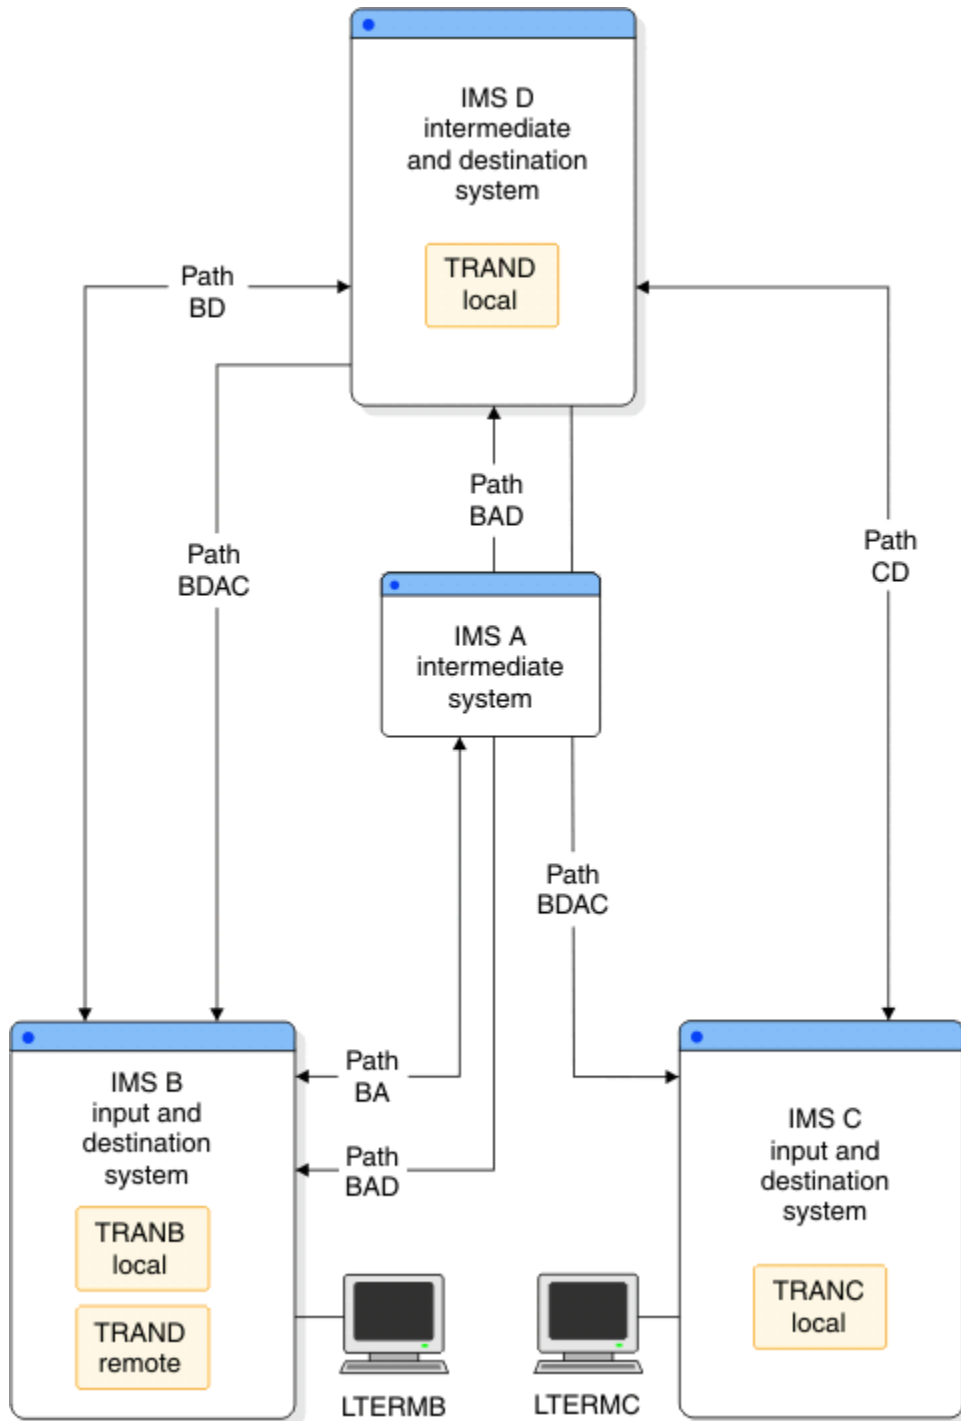 IMS D
intermediate
and destination
system
TRAND
local
Path
BD
Path
BAD
Path
BDAC
Path
CD
IMS A
intermediate
system
Path
BDAC
Path
BA
Path
BAD
IMS B
input and
destination
system
TRANB
local
TRAND
remote
LTERMB
LTERMC
IMS C
input and
destination
system
TRANC
local